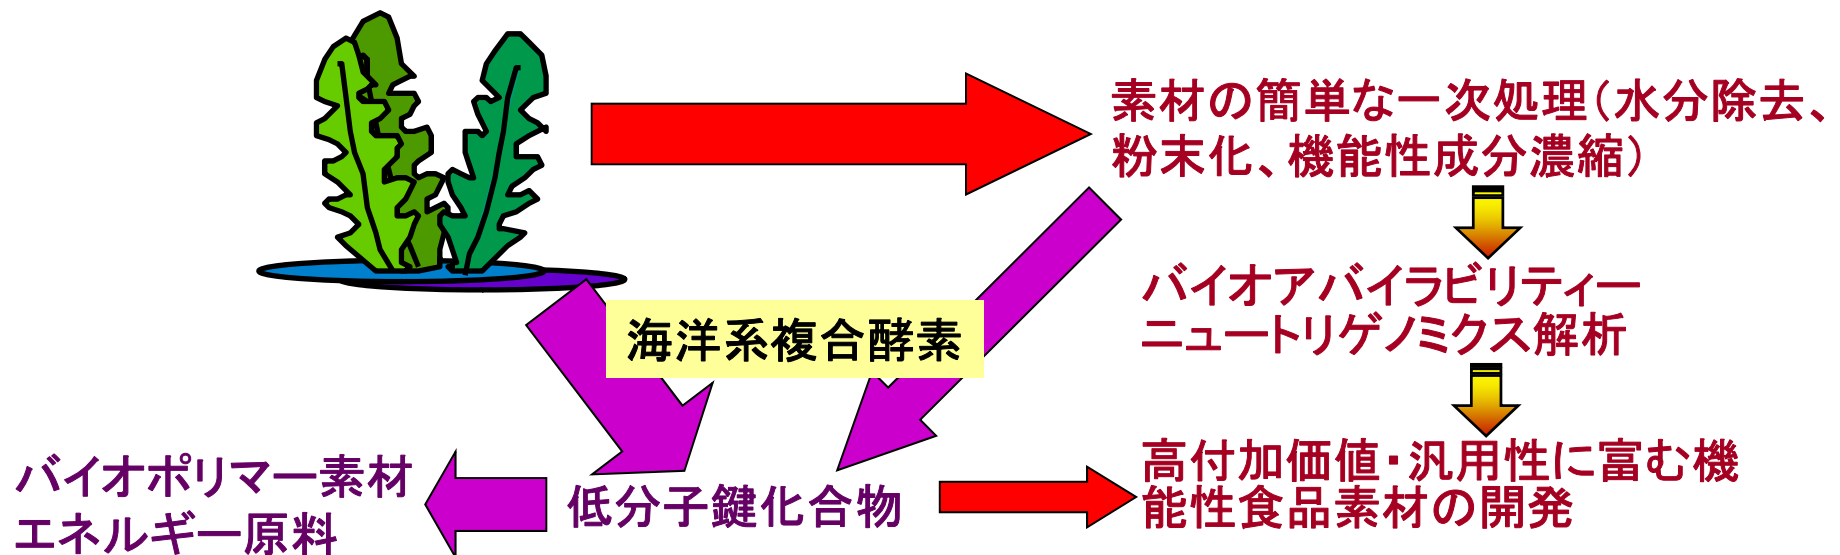 素材の簡単な一次処理（水分除去、
粉末化、機能性成分濃縮）
バイオアバイラビリティー
ニュートリゲノミクス解析
海洋系複合酵素
高付加価値・汎用性に富む機
能性食品素材の開発
低分子鍵化合物
バイオポリマー素材
エネルギー原料